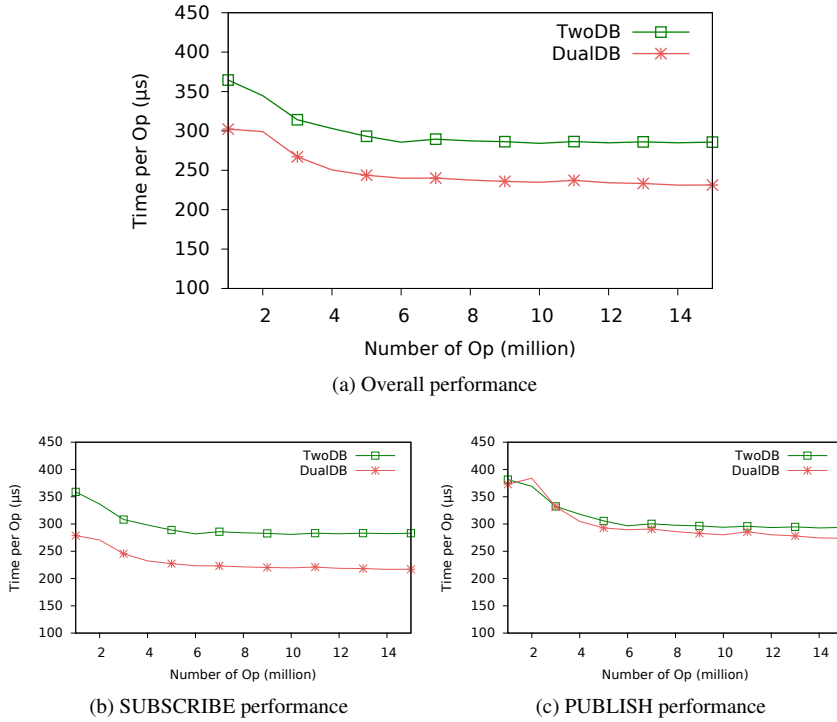 450
400
350
300
250
200
150
100
Time per Op (µs)
TwoDB
DualDB
2 4 6 8 10 12 14
Number of Op (million)
(a) Overall performance
450
400
350
300
250
200
150
100
Time per Op (µs)
TwoDB
DualDB
2 4 6 8 10 12 14
Number of Op (million)
(b) SUBSCRIBE performance
450
400
350
300
250
200
150
100
Time per Op (µs)
TwoDB
DualDB
2 4 6 8 10 12 14
Number of Op (million)
(c) PUBLISH performance